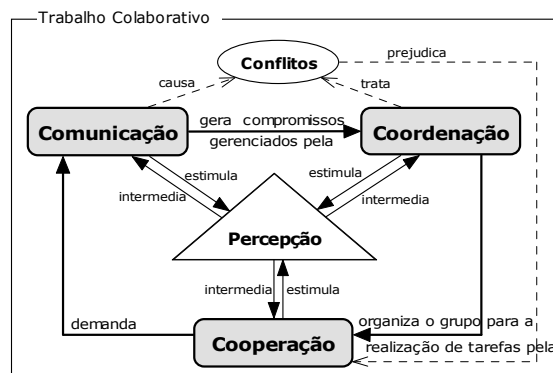 Trabalho Colaborativo
prejudica
Conflitos
causa
trata
Comunicação
gera compromissos
gerenciados pela
Coordenação
estimula
intermedia
estimula
intermedia
Percepção
intermedia
estimula
demanda
Cooperação
organiza o grupo para a
realização de tarefas pela